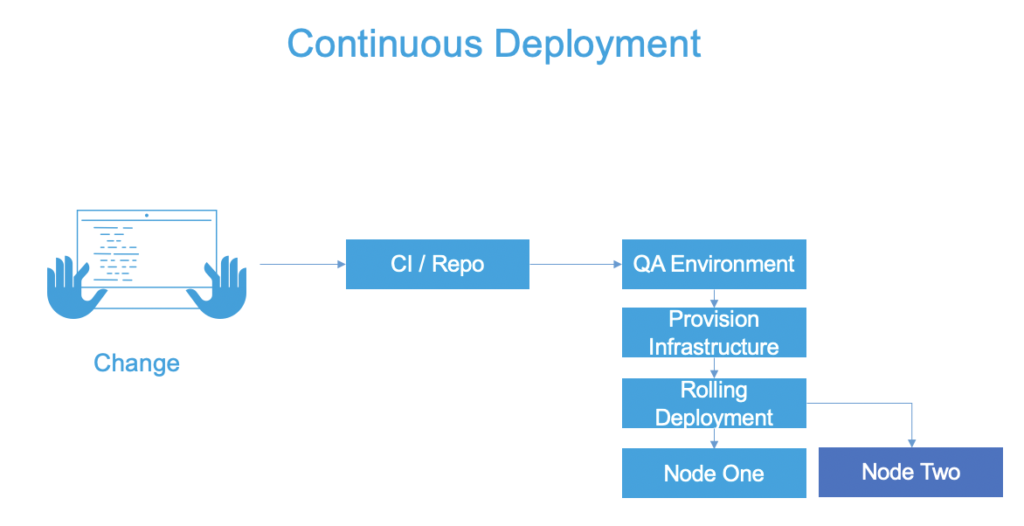 Continuous Deployment
CI / Repo
QA Environment
Provision
Infrastructure
Change
Rolling
Deployment
Node One
Node Two